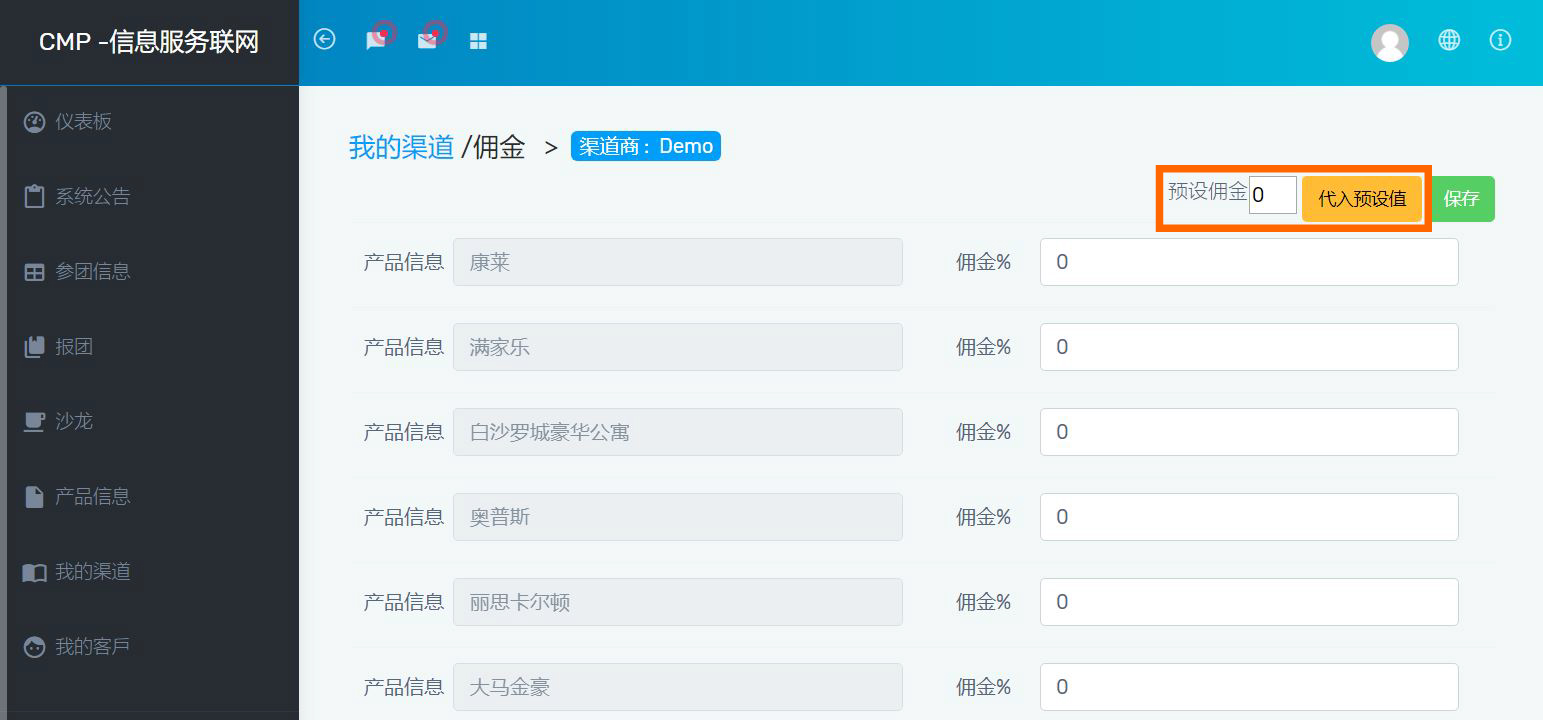 CMP -信息服务联网
仪表板
系统公告
参团信息
报团
沙龙
产品信息
我的渠道
我的客戶
我的渠道 /佣金 > 渠道商 : Demo
预设佣金 0 代入预设值 保存
产品信息 康莱 佣金% 0
产品信息 满家乐 佣金% 0
产品信息 白沙罗城豪华公寓 佣金% 0
产品信息 奥普斯 佣金% 0
产品信息 丽思卡尔顿 佣金% 0
产品信息 大马金豪 佣金% 0